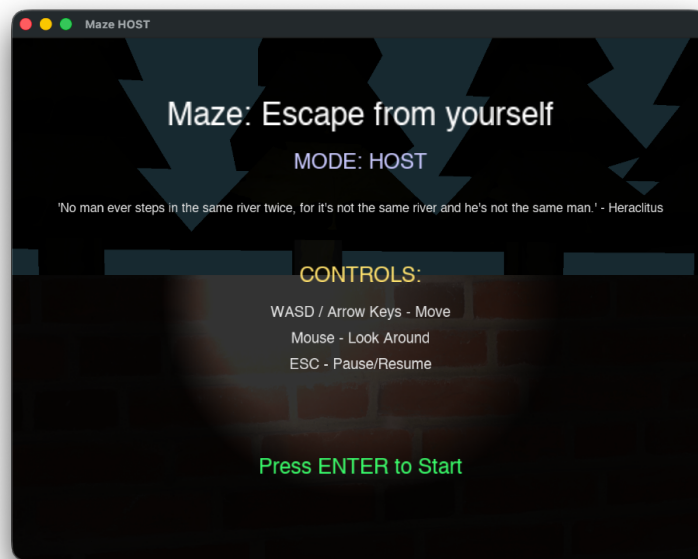 Maze HOST
Maze: Escape from yourself
MODE: HOST
'No man ever steps in the same river twice, for it's not the same river and he's not the same man.' - Heraclitus
CONTROLS:
WASD / Arrow Keys - Move
Mouse - Look Around
ESC - Pause/Resume
Press ENTER to Start